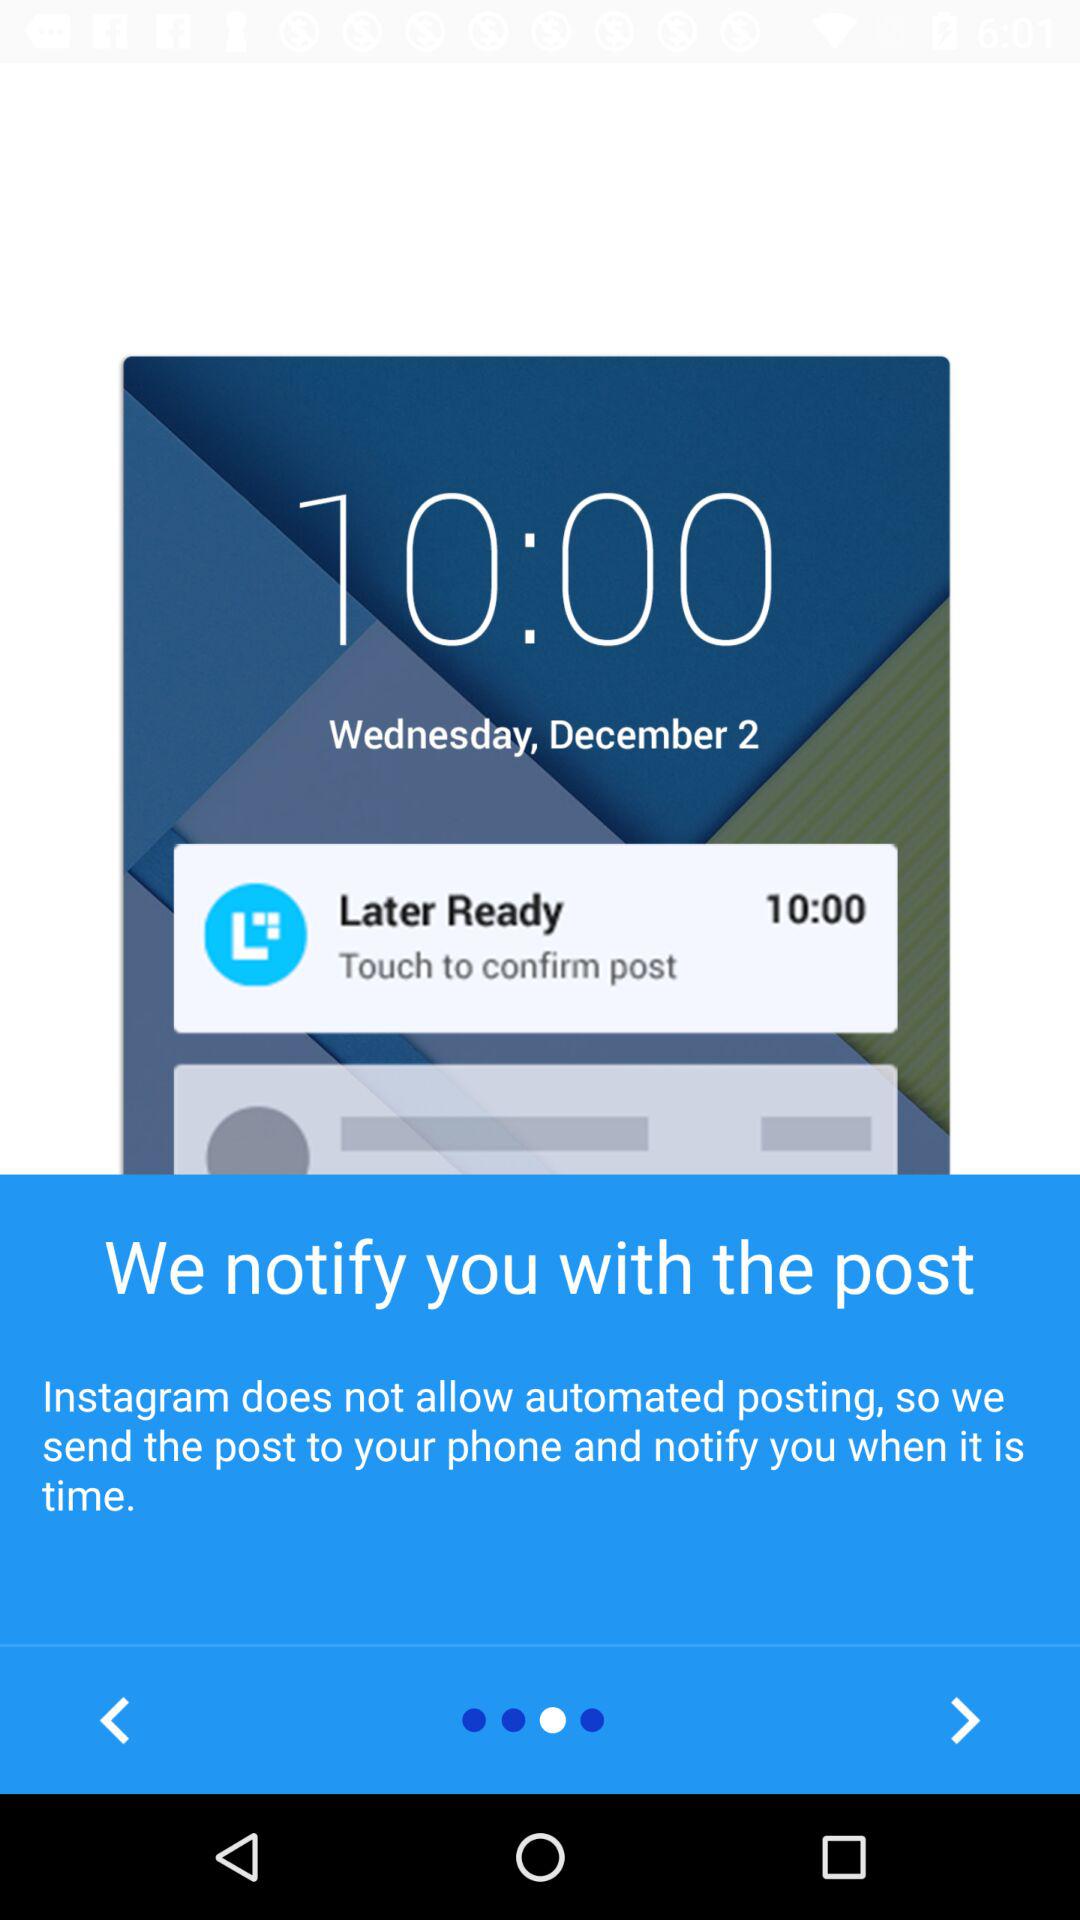 6:01
10:00
Wednesday, December 2
Later Ready 10:00
Touch to confirm post
We notify you with the post
Instagram does not allow automated posting, so we
send the post to your phone and notify you when it is
time.